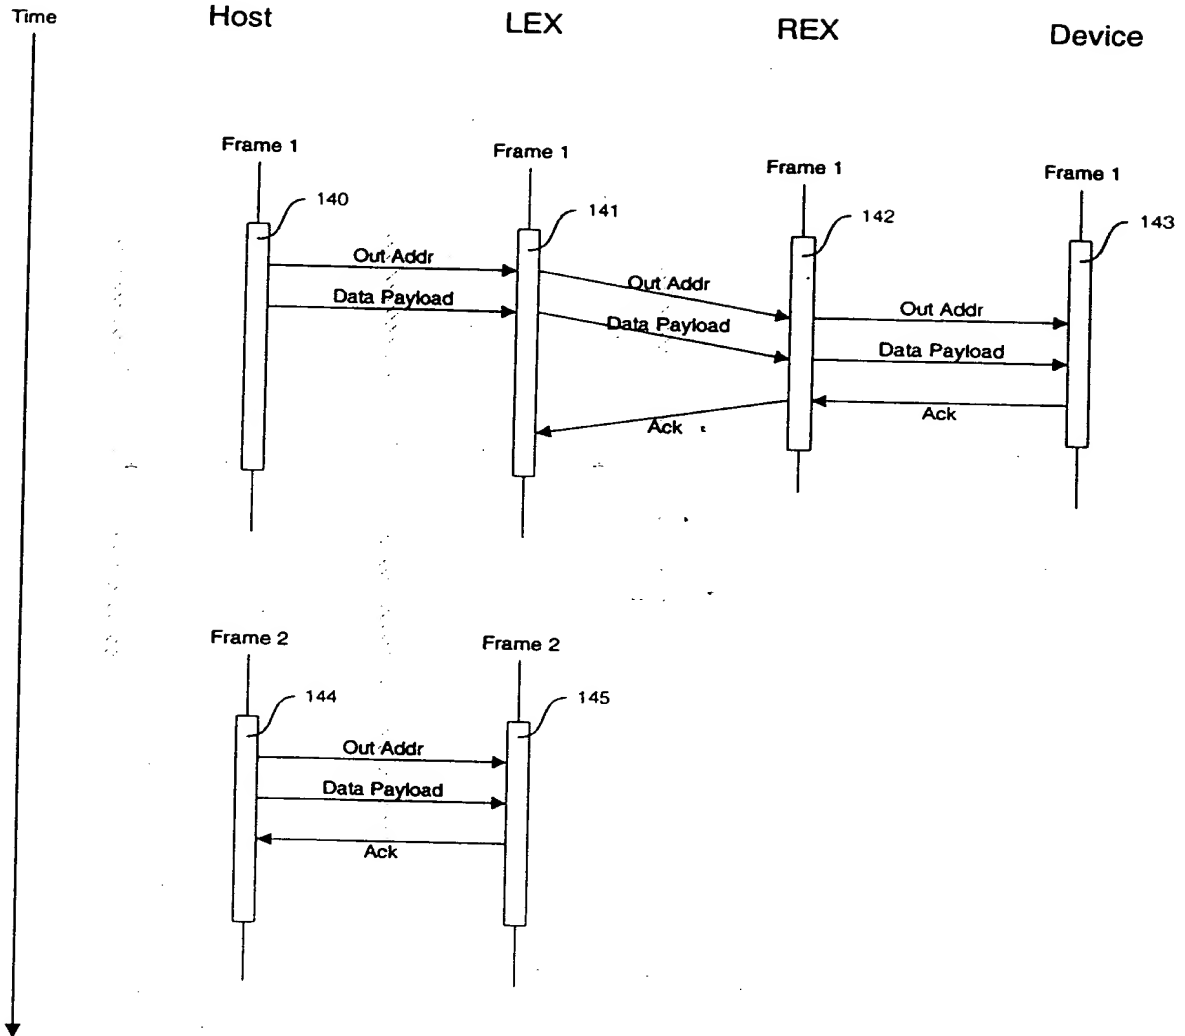 Time
Host
LEX
REX
Device
Frame 1
Frame 1
Frame 1
Frame 1
140
141
142
143
Out Addr
Out Addr
Out Addr
Data Payload
Data Payload
Data Payload
Ack
Ack
Frame 2
Frame 2
144
145
Out Addr
Data Payload
Ack